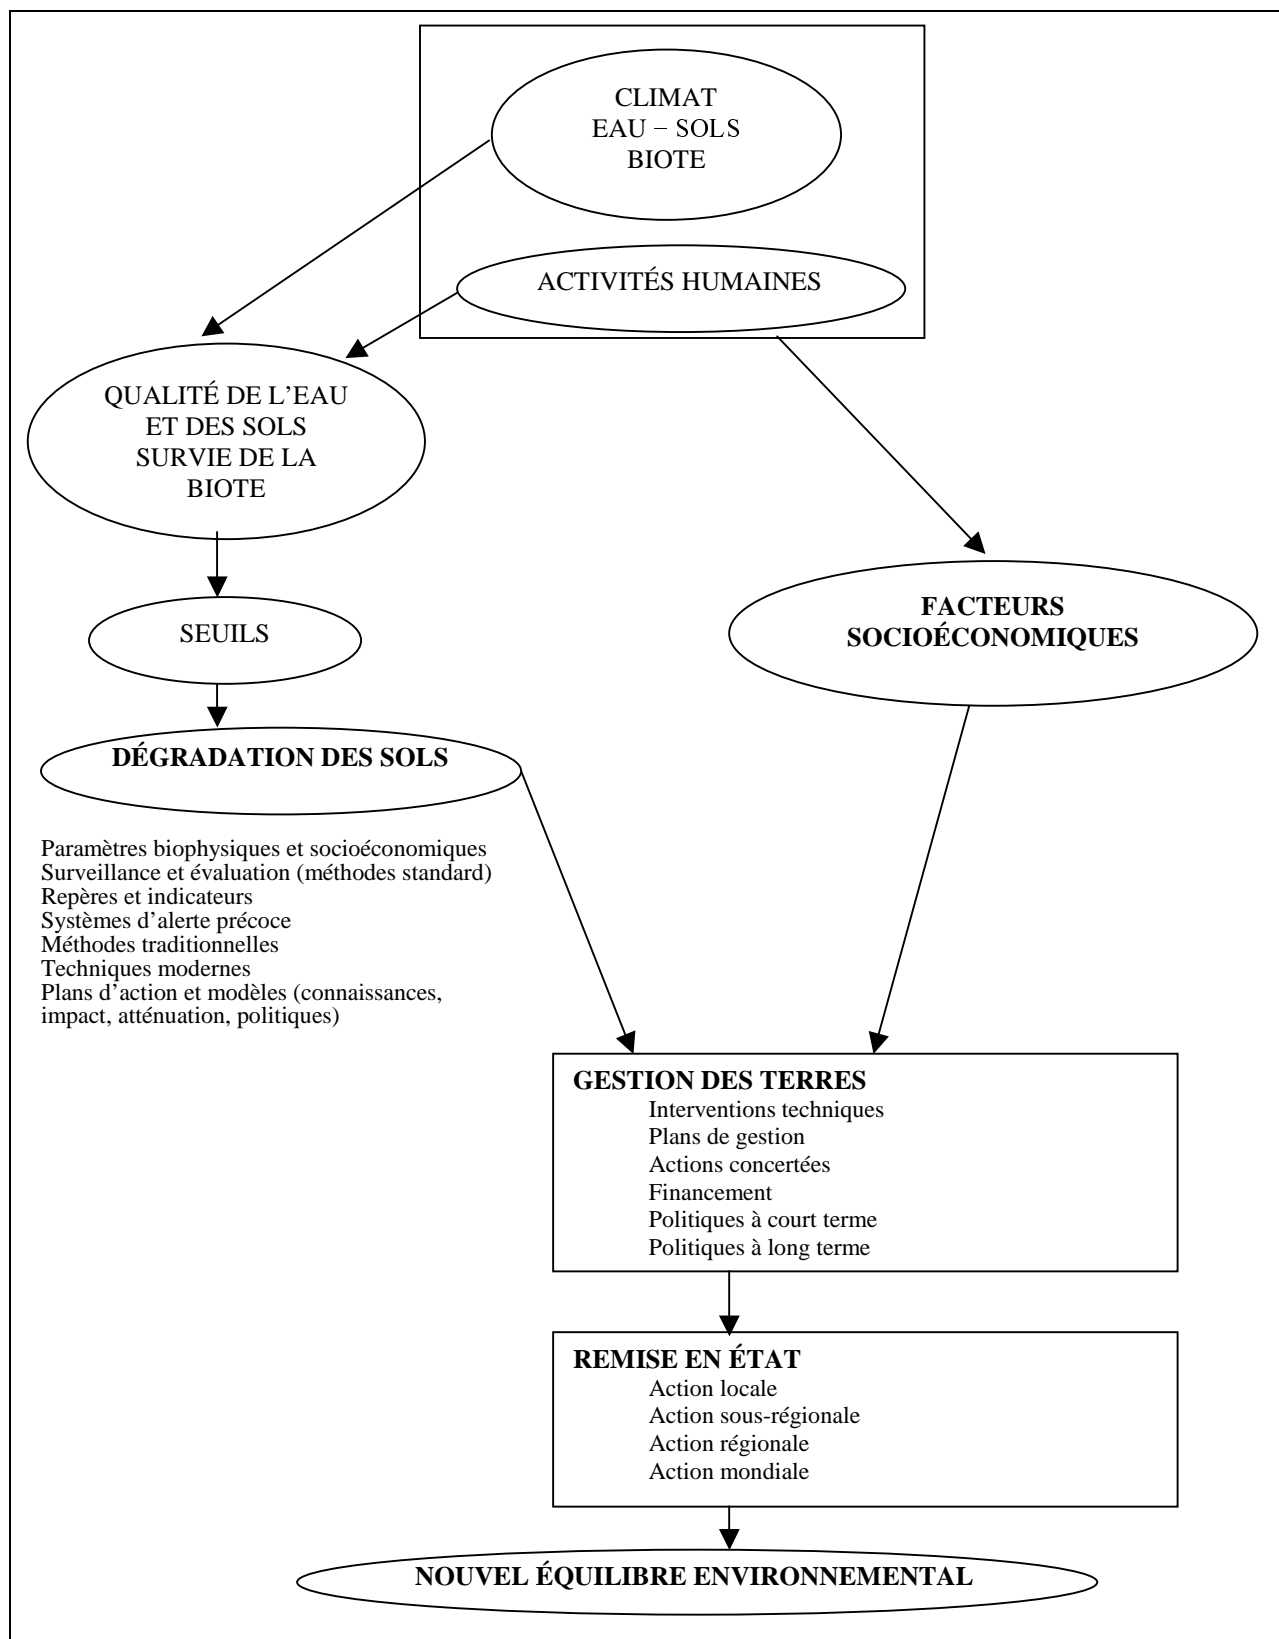 CLIMAT
EAU – SOLS
BIOTE
ACTIVITÉS HUMAINES
QUALITÉ DE L’EAU
ET DES SOLS
SURVIE DE LA
BIOTE
FACTEURS
SOCIOÉCONOMIQUES
SEUILS
DÉGRADATION DES SOLS
Paramètres biophysiques et socioéconomiques
Surveillance et évaluation (méthodes standard)
Repères et indicateurs
Systèmes d’alerte précoce
Méthodes traditionnelles
Techniques modernes
Plans d’action et modèles (connaissances,
impact, atténuation, politiques)
GESTION DES TERRES
Interventions techniques
Plans de gestion
Actions concertées
Financement
Politiques à court terme
Politiques à long terme
REMISE EN ÉTAT
Action locale
Action sous-régionale
Action régionale
Action mondiale
NOUVEL ÉQUILIBRE ENVIRONNEMENTAL